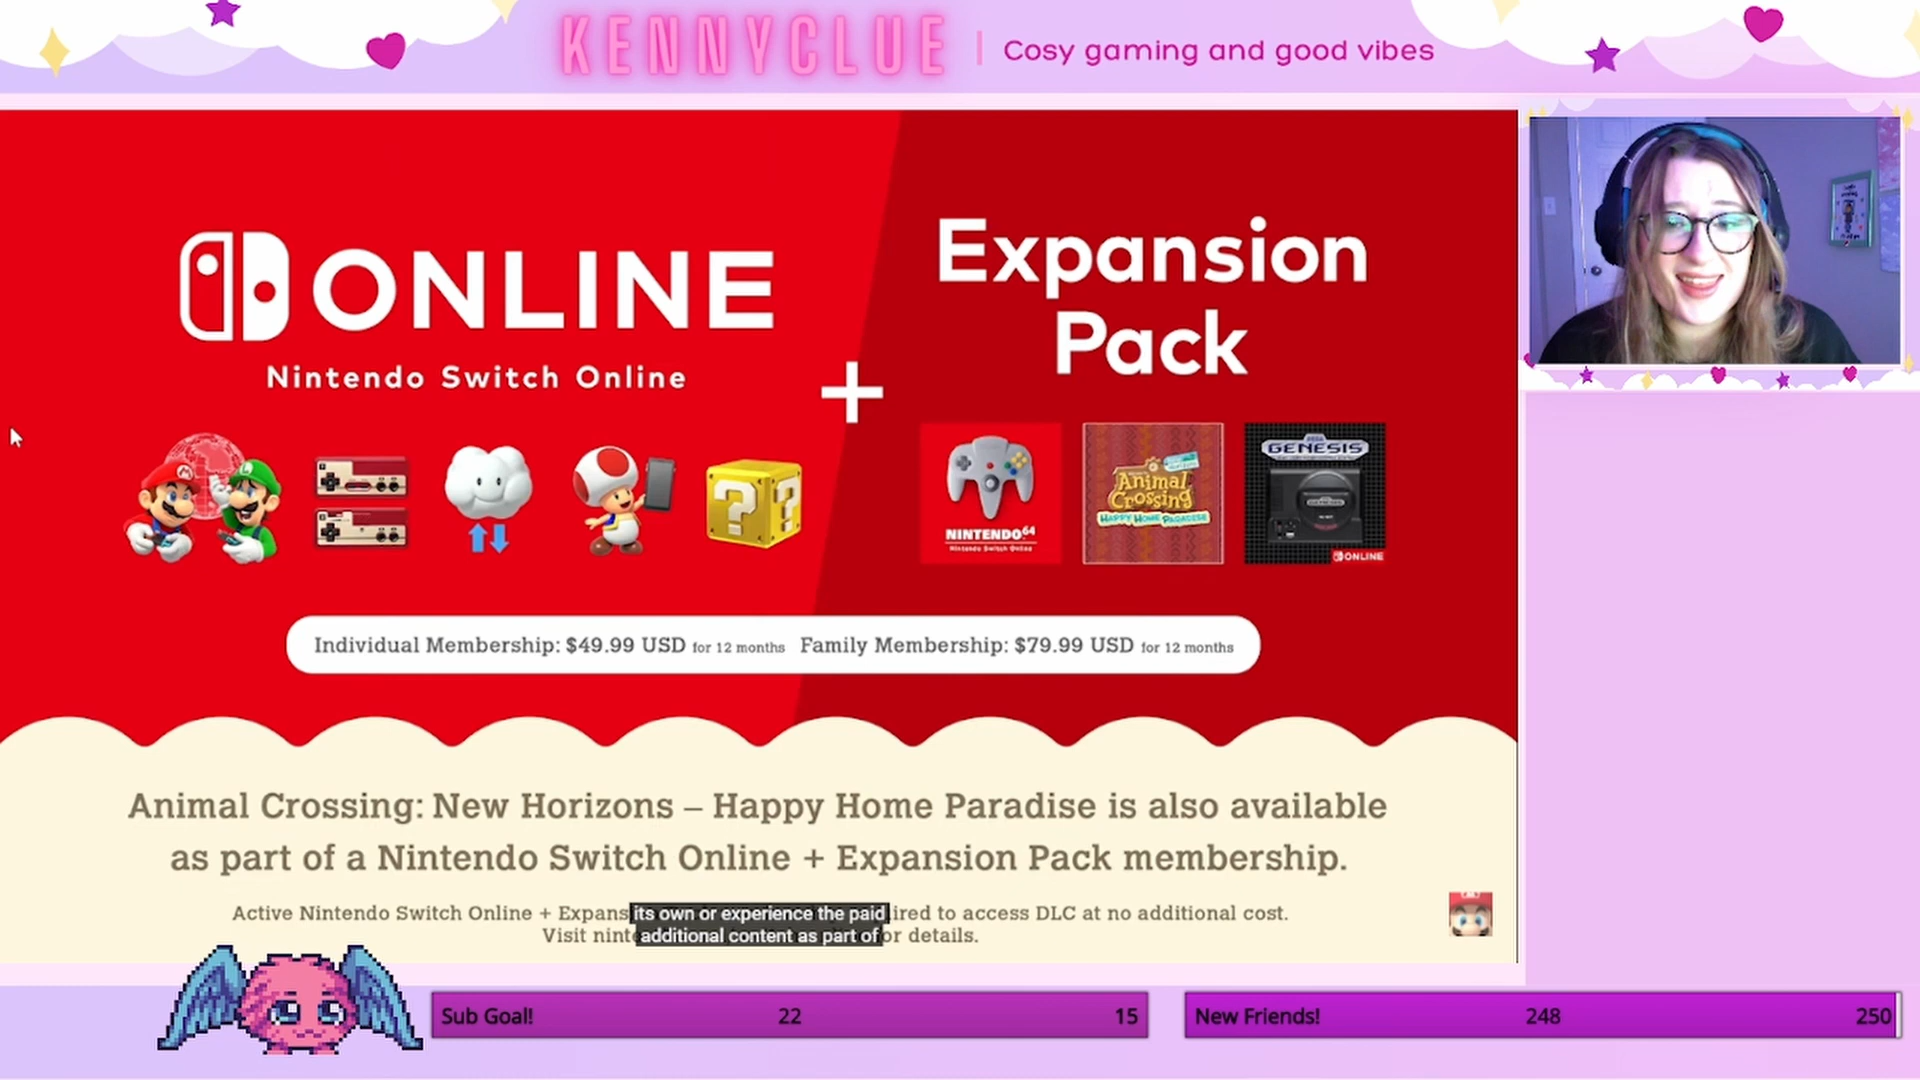 KENNYCLUE | Cosy gaming and good vibes
ONLINE
Nintendo Switch Online
+
Expansion
Pack
NINTENDO64
Nintendo Switch Online
Animal
Crossing
HAPPY HOME PARADISE
SEGA
GENESIS
ONLINE
Individual Membership: $49.99 USD for 12 months Family Membership: $79.99 USD for 12 months
Animal Crossing: New Horizons – Happy Home Paradise is also available
as part of a Nintendo Switch Online + Expansion Pack membership.
Active Nintendo Switch Online + its own or experience the paid to access DLC at no additional cost.
Visit additional content as part of details.
Sub Goal! 22 15
New Friends! 248 250